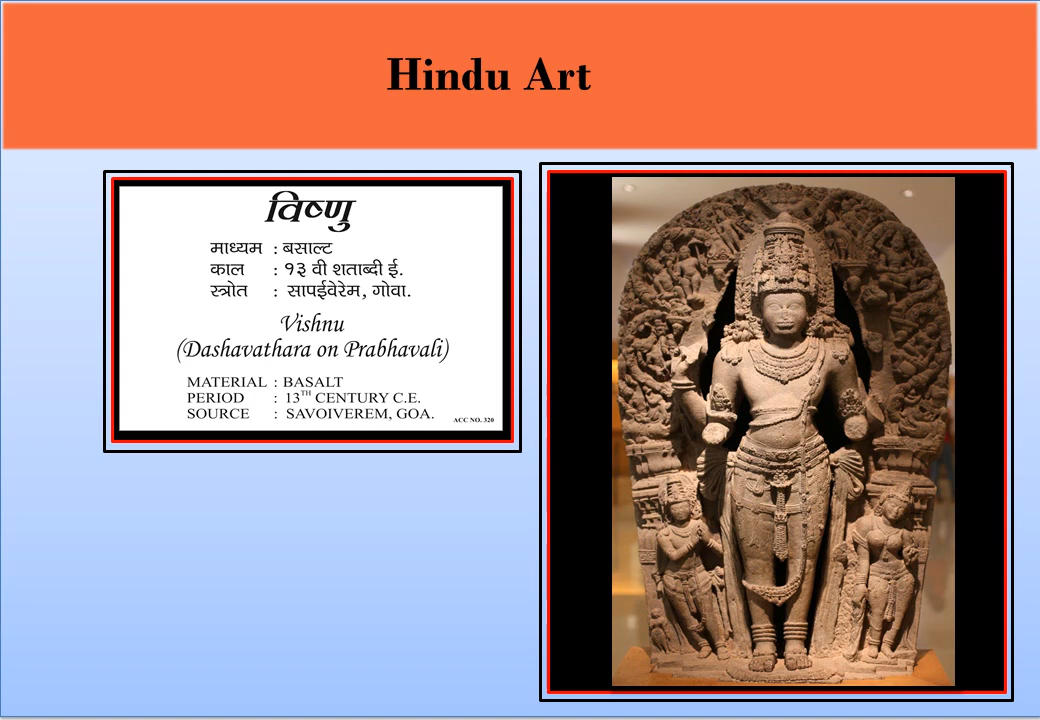 Hindu Art
विष्णु
माध्यम : बसाल्ट
काल : १३ वी शताब्दी ई.
स्त्रोत : सापईवेरेम, गोवा.
Vishnu
(Dashavathara on Prabhavali)
MATERIAL : BASALT
PERIOD : 13TH CENTURY C.E.
SOURCE : SAVOIVEREM, GOA.
ACC NO. 320